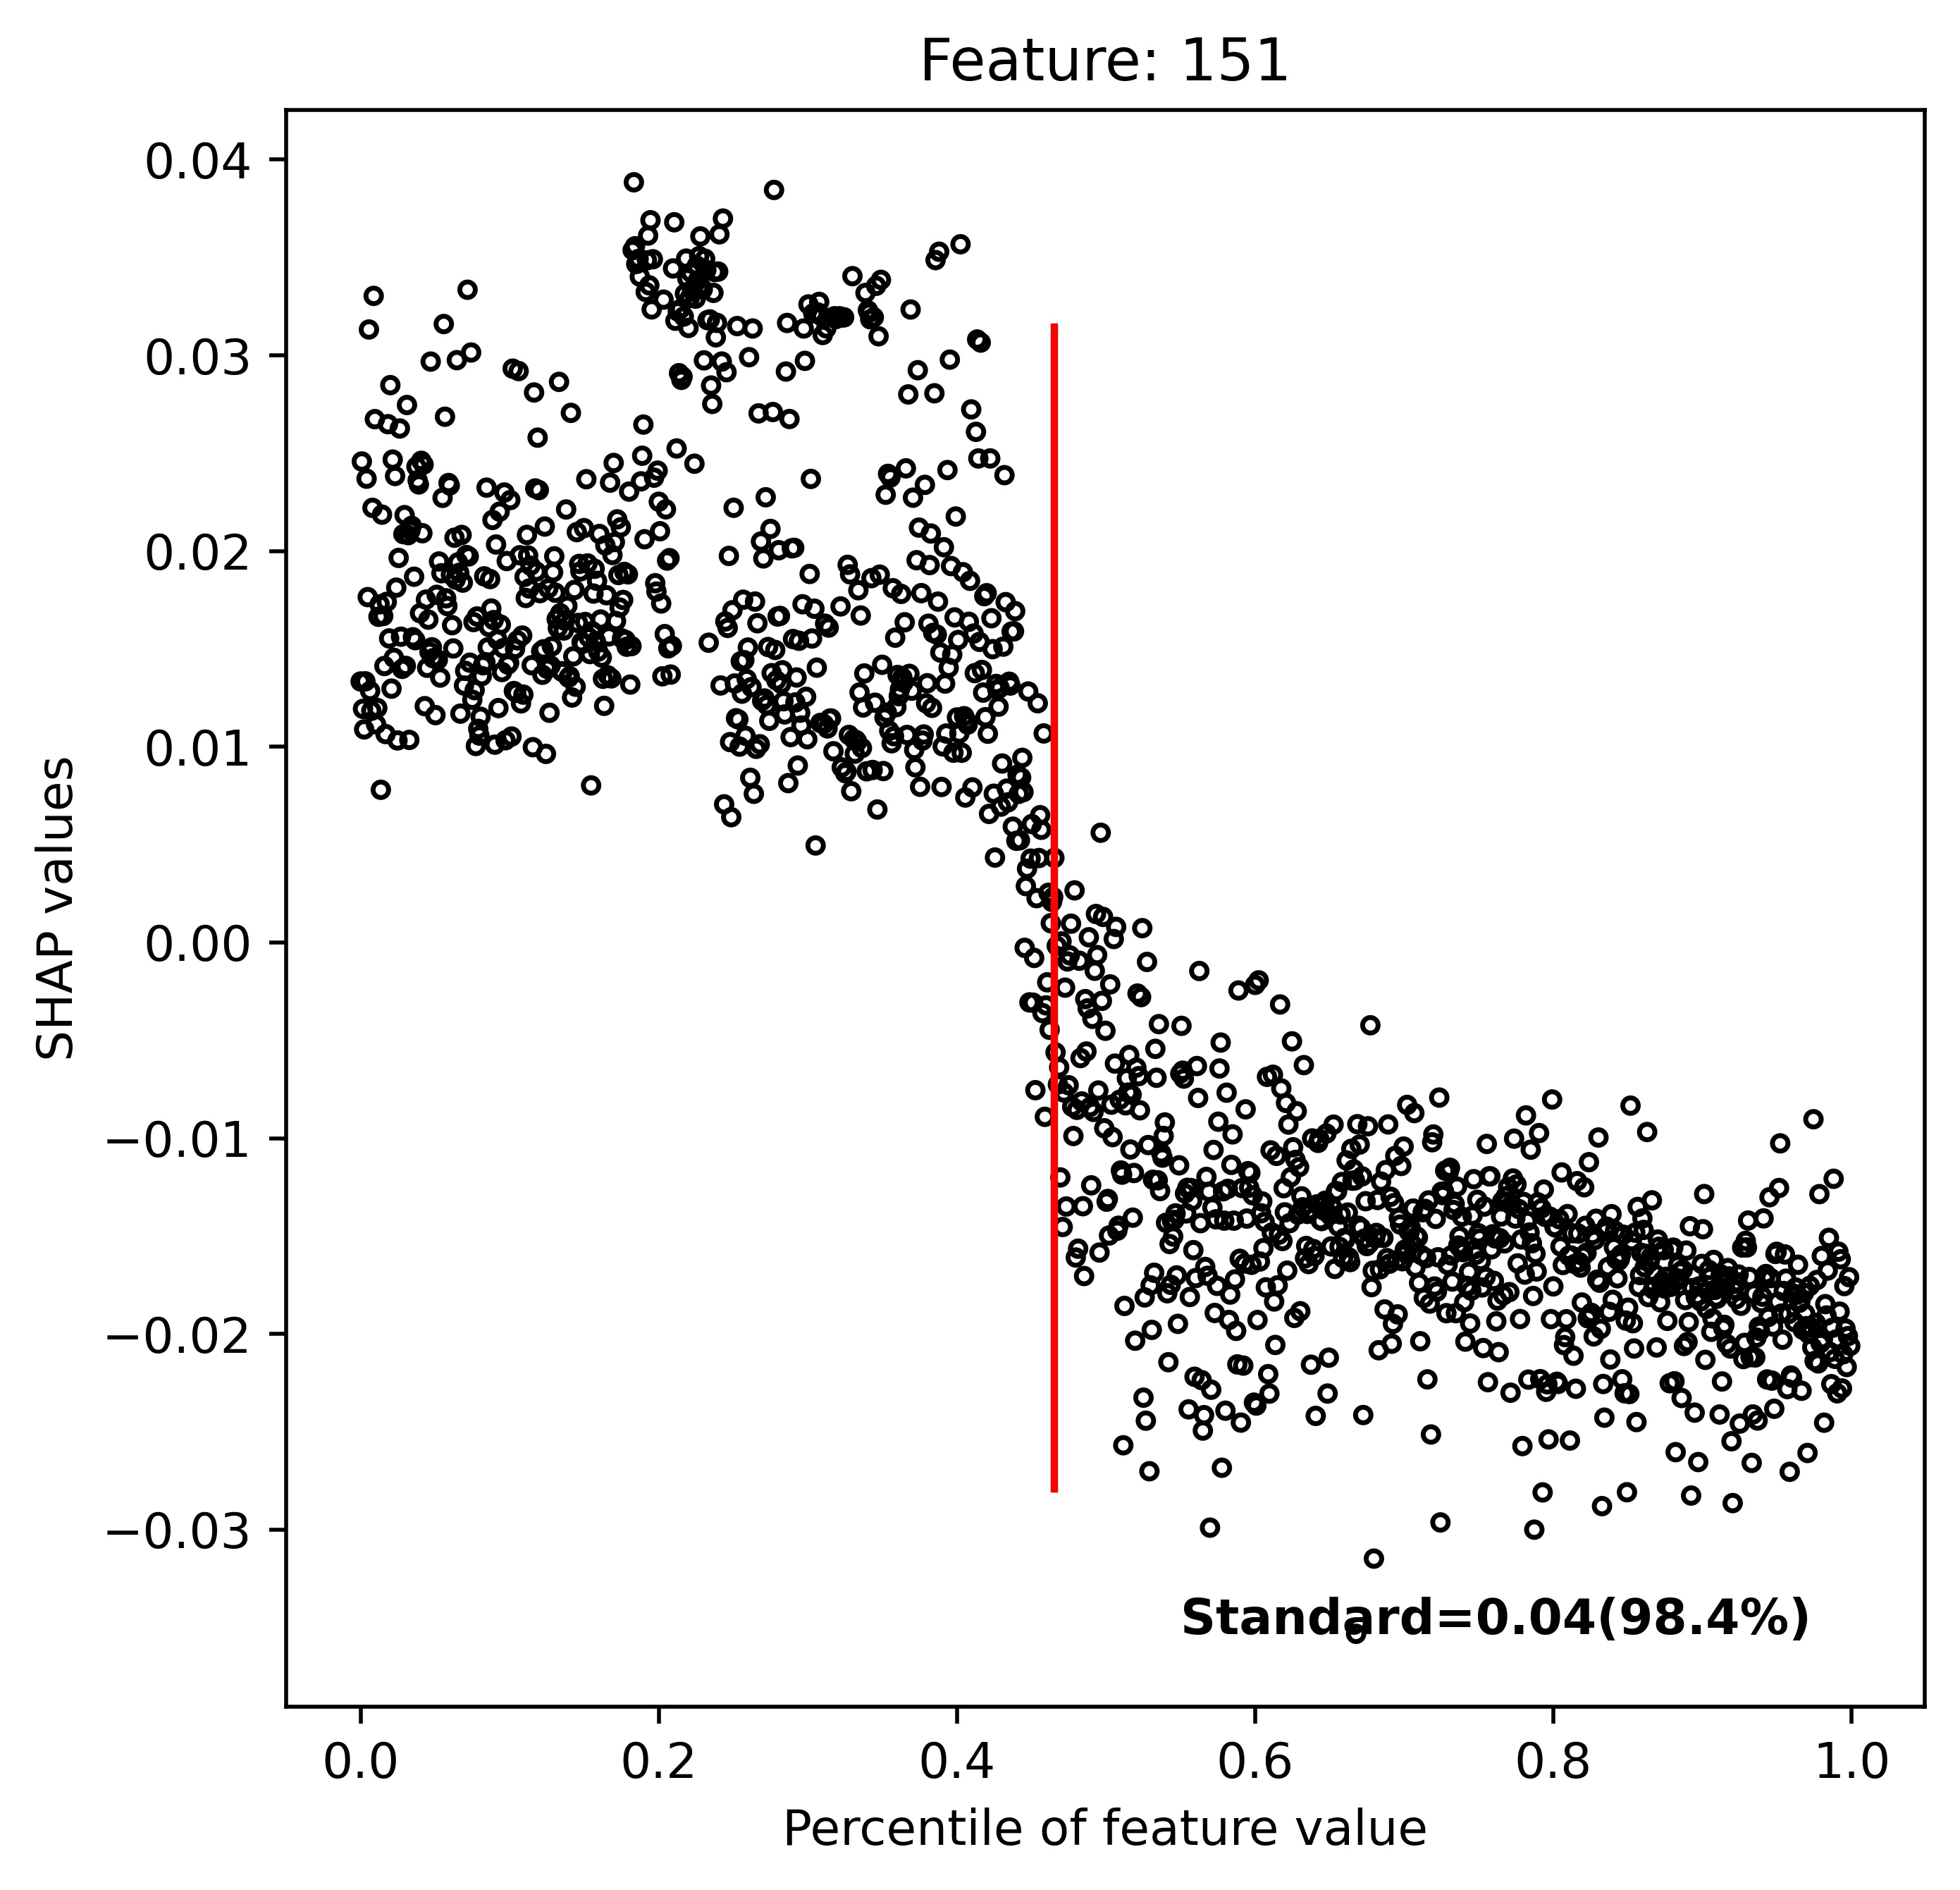 Feature: 151
0.04
0.03
0.02
0.01
0.00
−0.01
−0.02
−0.03
SHAP values
Standard=0.04(98.4%)
0.0 0.2 0.4 0.6 0.8 1.0
Percentile of feature value